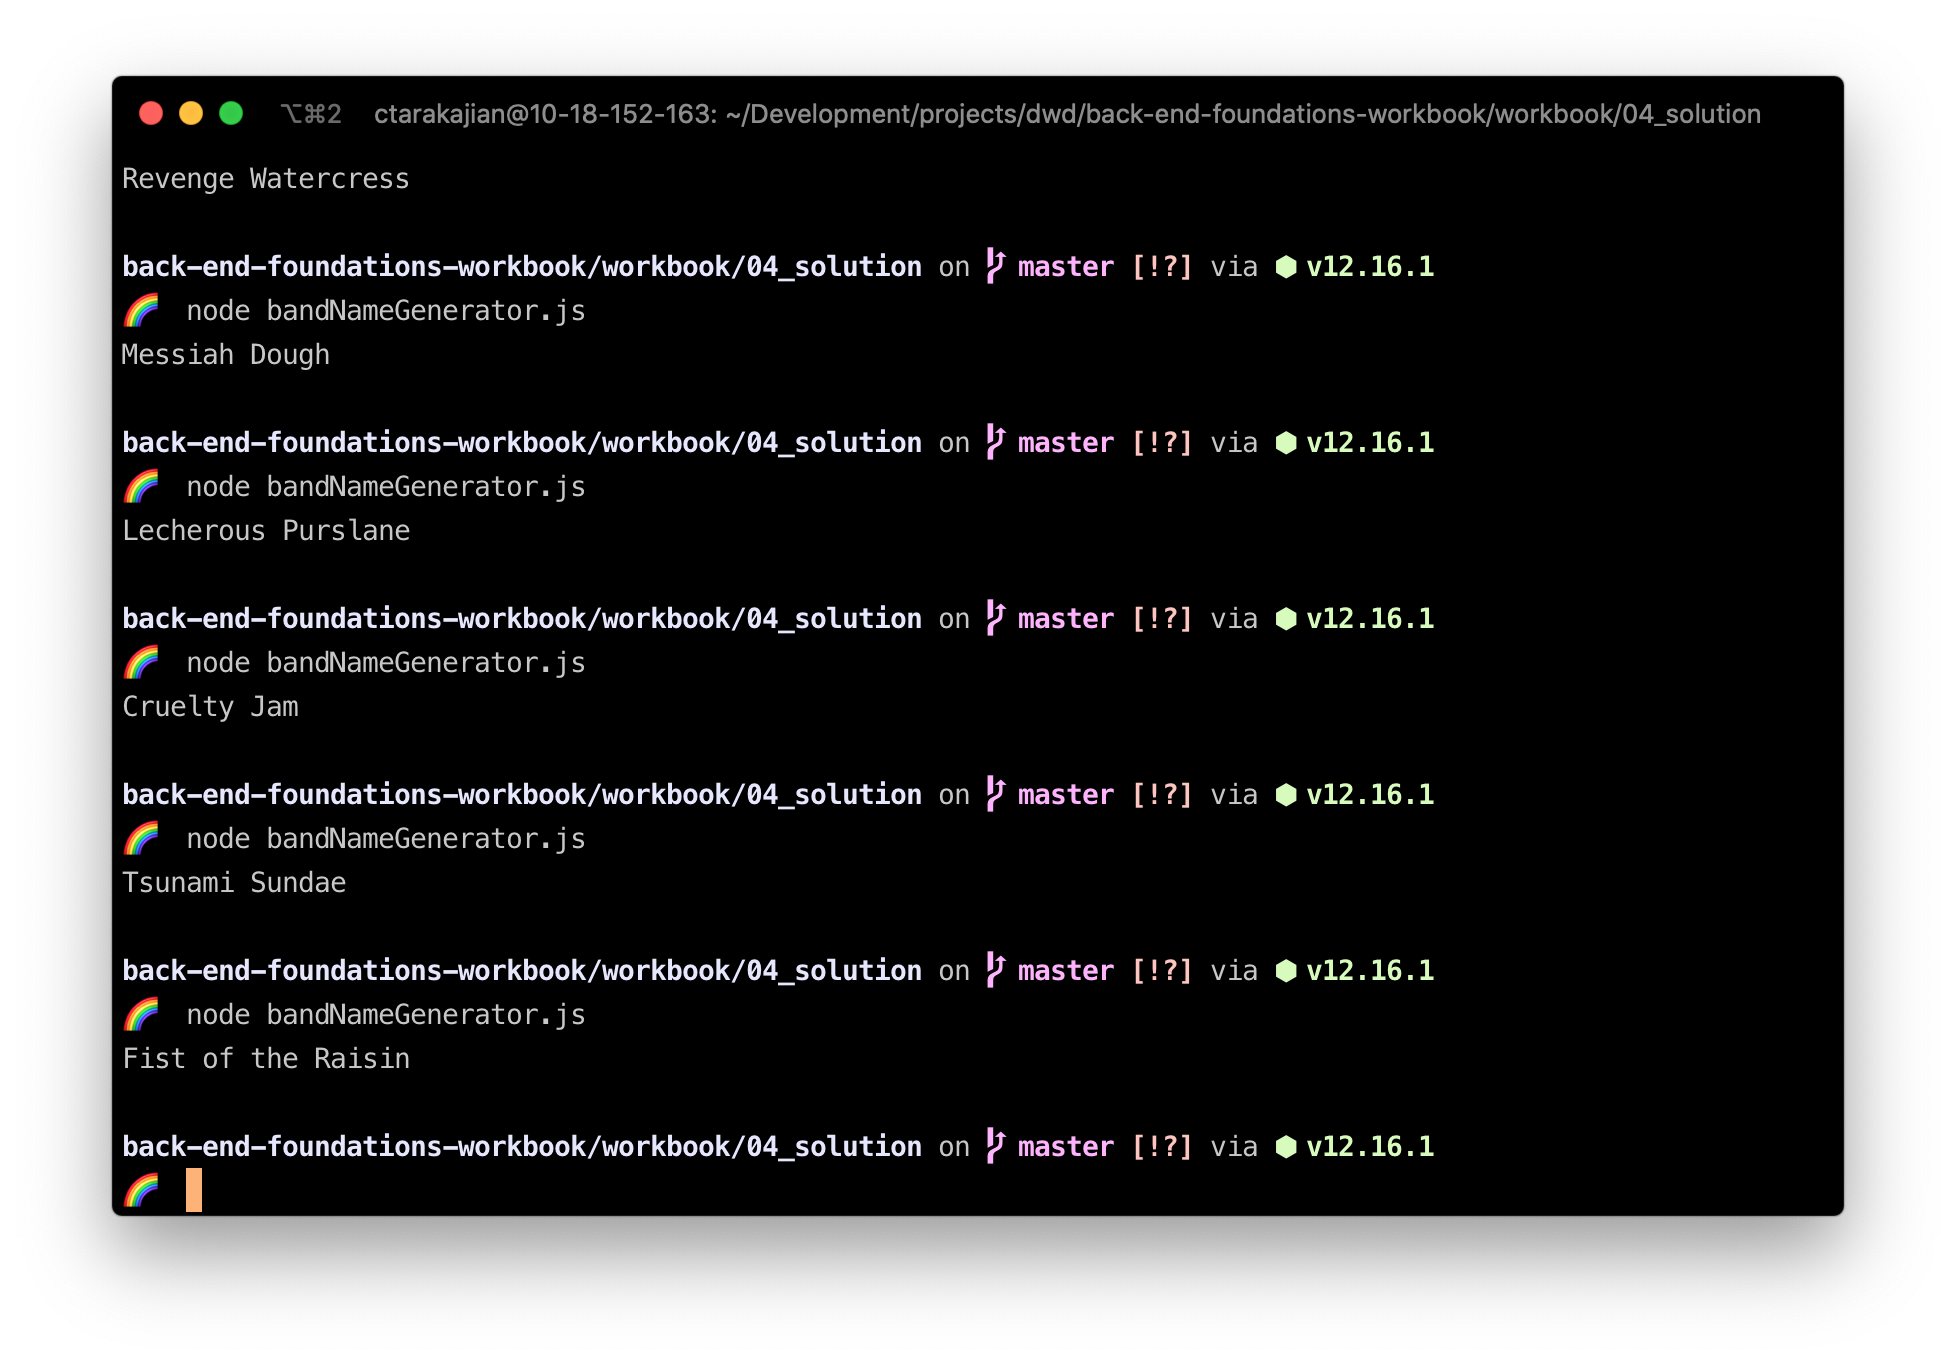 ⌥⌘2 ctarakajian@10-18-152-163: ~/Development/projects/dwd/back-end-foundations-workbook/workbook/04_solution
Revenge Watercress
back-end-foundations-workbook/workbook/04_solution on master [!?] via ⬢ v12.16.1
🌈 node bandNameGenerator.js
Messiah Dough
back-end-foundations-workbook/workbook/04_solution on master [!?] via ⬢ v12.16.1
🌈 node bandNameGenerator.js
Lecherous Purslane
back-end-foundations-workbook/workbook/04_solution on master [!?] via ⬢ v12.16.1
🌈 node bandNameGenerator.js
Cruelty Jam
back-end-foundations-workbook/workbook/04_solution on master [!?] via ⬢ v12.16.1
🌈 node bandNameGenerator.js
Tsunami Sundae
back-end-foundations-workbook/workbook/04_solution on master [!?] via ⬢ v12.16.1
🌈 node bandNameGenerator.js
Fist of the Raisin
back-end-foundations-workbook/workbook/04_solution on master [!?] via ⬢ v12.16.1
🌈